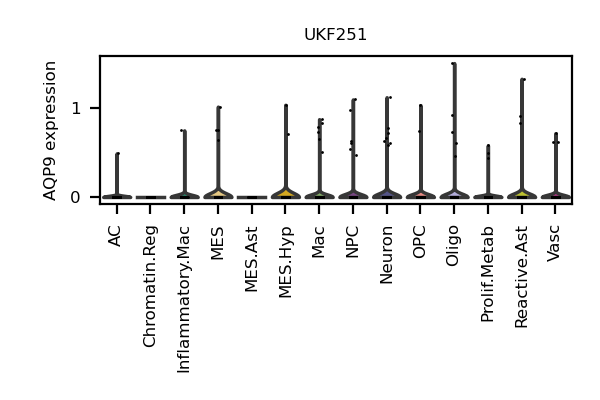 UKF251
AQP9 expression
1
0
AC
Chromatin.Reg
Inflammatory.Mac
MES
MES.Ast
MES.Hyp
Mac
NPC
Neuron
OPC
Oligo
Prolif.Metab
Reactive.Ast
Vasc